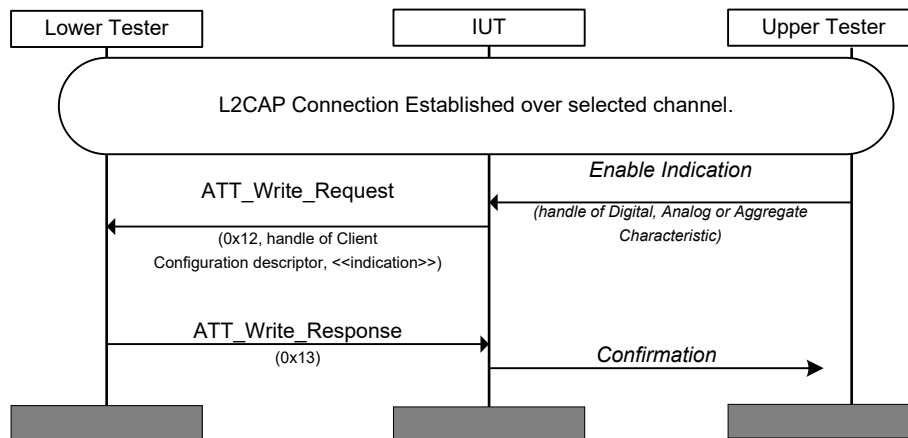 Lower Tester
IUT
Upper Tester
L2CAP Connection Established over selected channel.
Enable Indication
ATT_Write_Request
(handle of Digital, Analog or Aggregate
Characteristic)
(0x12, handle of Client
Configuration descriptor, <<indication>>)
ATT_Write_Response
(0x13)
Confirmation